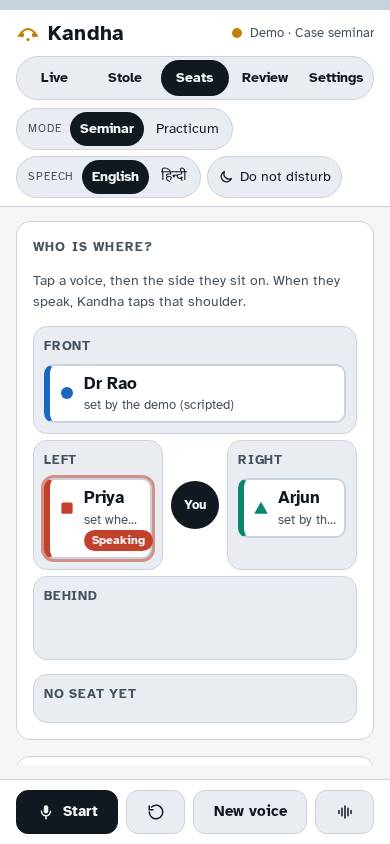 Kandha
Demo · Case seminar
Live Stole Seats Review Settings
MODE Seminar Practicum
SPEECH English हिन्दी Do not disturb
WHO IS WHERE?
Tap a voice, then the side they sit on. When they
speak, Kandha taps that shoulder.
FRONT
Dr Rao
set by the demo (scripted)
LEFT
Priya
set whe...
Speaking
You
RIGHT
Arjun
set by th...
BEHIND
NO SEAT YET
Start
New voice